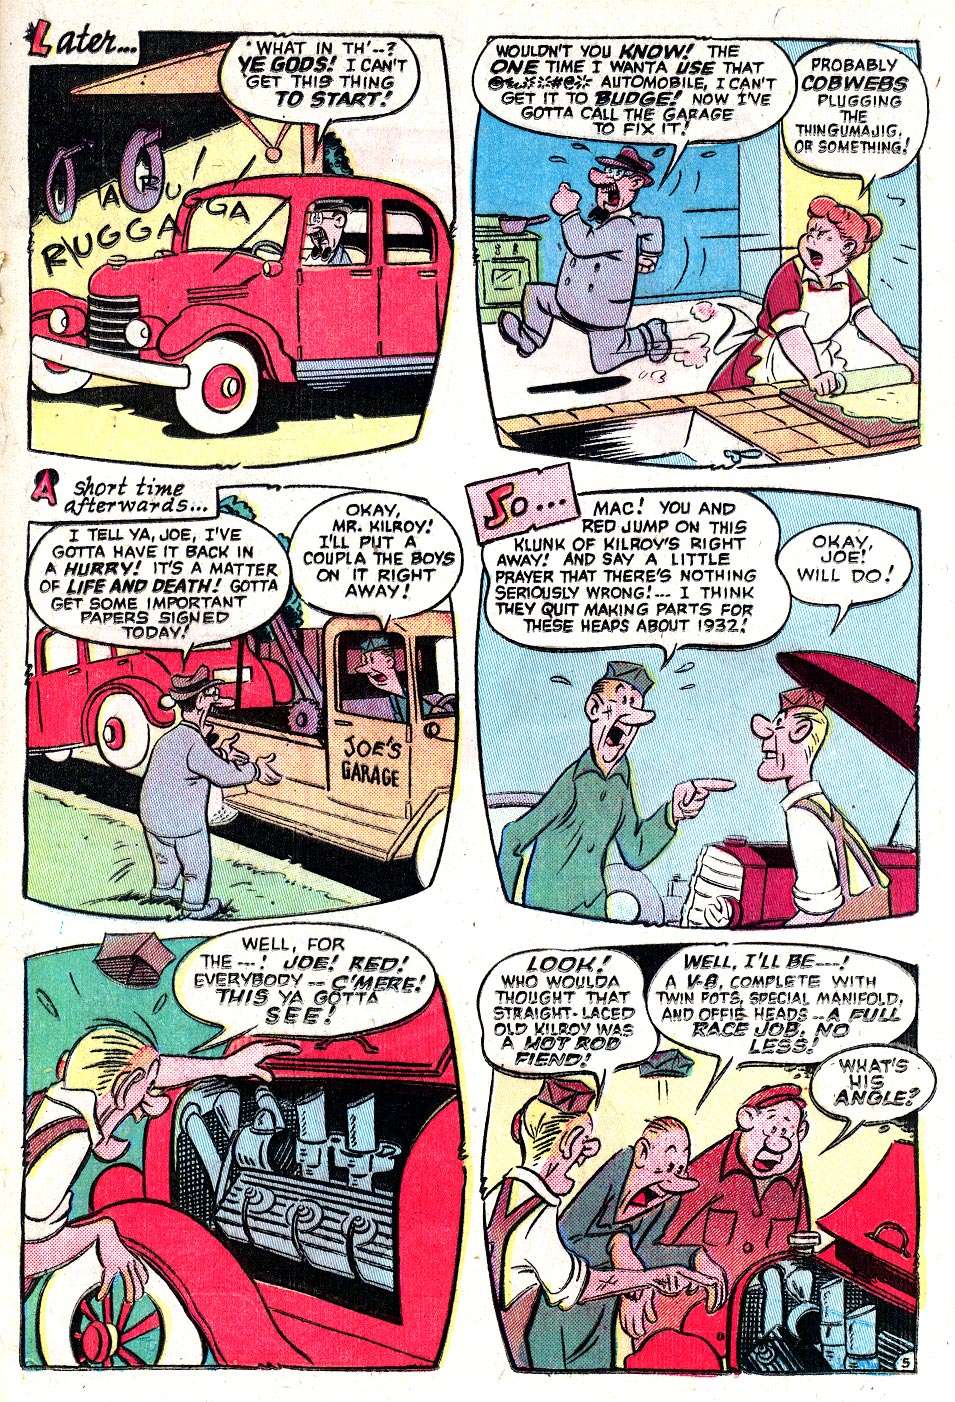 Later...
"WHAT IN TH'--?
YE GODS! I CAN'T
GET THIS THING
TO START!
RUGGA
GA
WOULDN'T YOU KNOW! THE
ONE TIME I WANTA USE THAT
AUTOMOBILE, I CAN'T
GET IT TO BUDGE! NOW I'VE
GOTTA CALL THE GARAGE
TO FIX IT!
PROBABLY
COBWEBS
PLUGGING
THE
THINGUMAJIG,
OR SOMETHING!
A short time
afterwards...
I TELL YA, JOE, I'VE
GOTTA HAVE IT BACK IN
A HURRY! IT'S A MATTER
OF LIFE AND DEATH! GOTTA
GET SOME IMPORTANT
PAPERS SIGNED
TODAY!
OKAY,
MR. KILROY!
I'LL PUT A
COUPLA THE BOYS
ON IT RIGHT
AWAY!
JOE'S
GARAGE
So...
MAC! YOU AND
RED JUMP ON THIS
KLUNK OF KILROY'S RIGHT
AWAY! AND SAY A LITTLE
PRAYER THAT THERE'S NOTHING
SERIOUSLY WRONG!--- I THINK
THEY QUIT MAKING PARTS FOR
THESE HEAPS ABOUT 1932!
OKAY,
JOE!
WILL DO!
WELL, FOR
THE ---! JOE! RED!
EVERYBODY -- C'MERE!
THIS YA GOTTA
SEE!
LOOK!
WHO WOULDA
THOUGHT THAT
STRAIGHT-LACED
OLD KILROY WAS
A HOT ROD
FIEND!
WELL, I'LL BE---!
A V-8, COMPLETE WITH
TWIN POTS, SPECIAL MANIFOLD,
AND OFFIE HEADS -- A FULL
RACE JOB, NO
LESS!
WHAT'S
HIS
ANGLE?
5